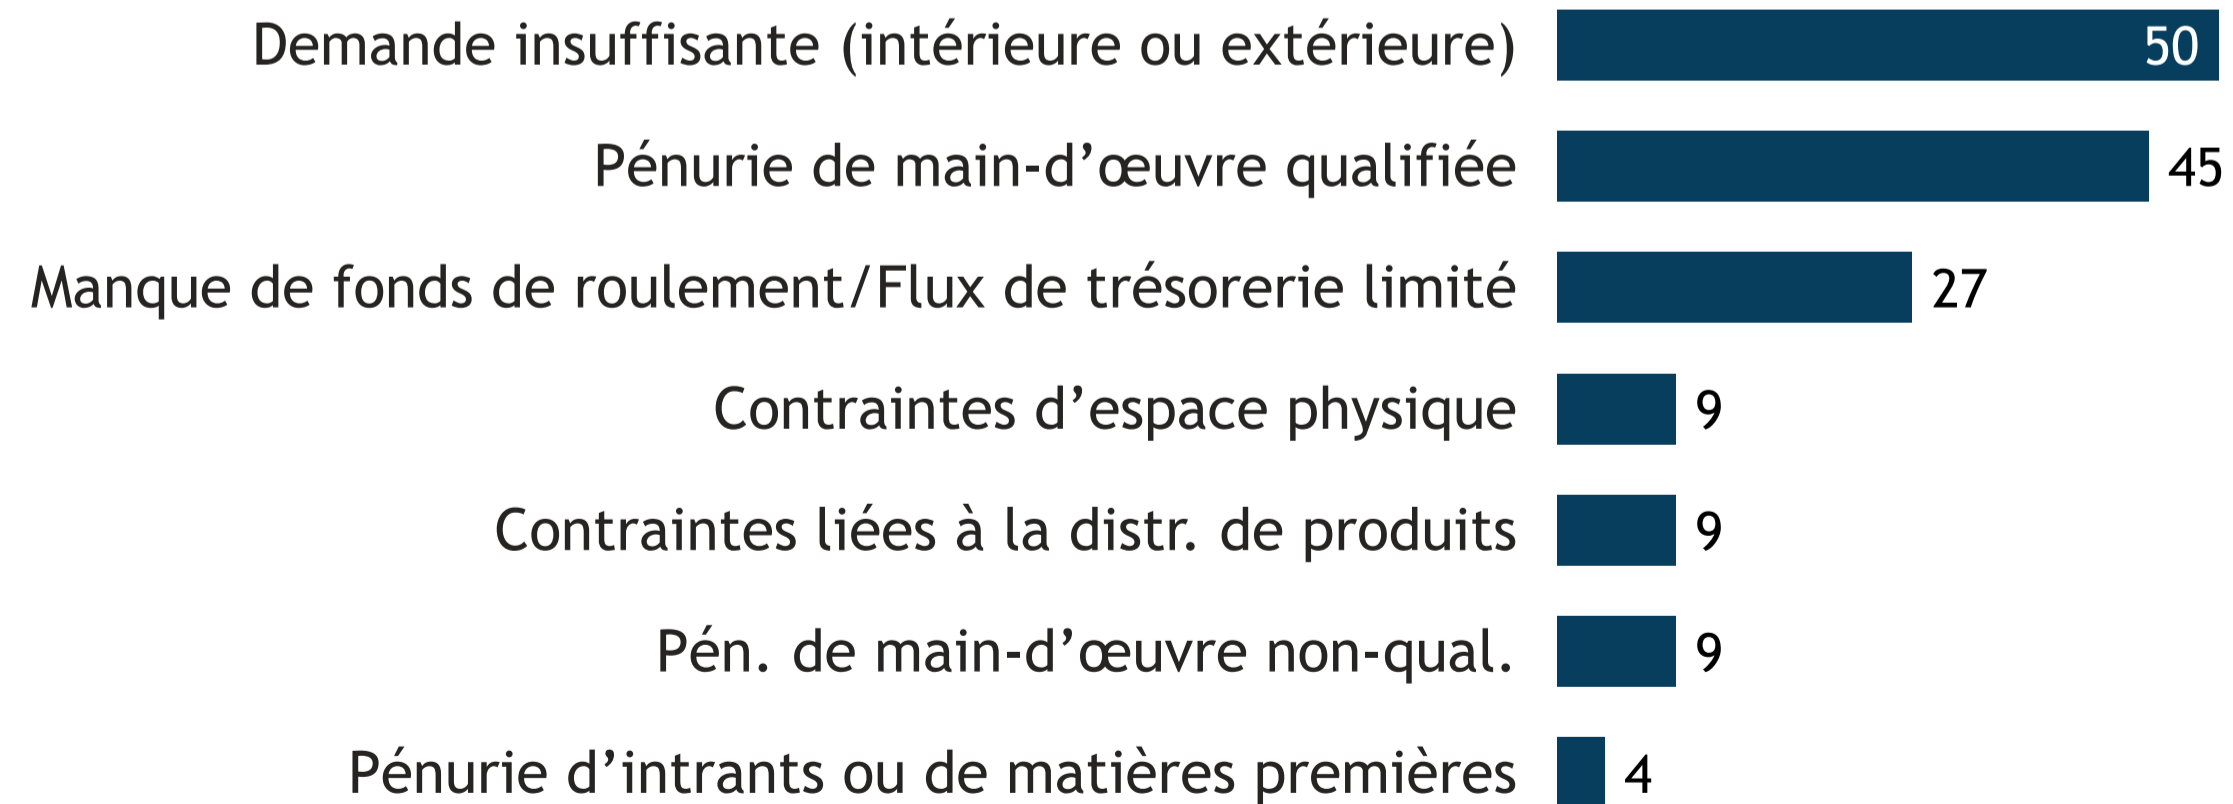 Demande insuffisante (intérieure ou extérieure) 50
Pénurie de main-d’œuvre qualifiée 45
Manque de fonds de roulement/Flux de trésorerie limité 27
Contraintes d’espace physique 9
Contraintes liées à la distr. de produits 9
Pén. de main-d’œuvre non-qual. 9
Pénurie d’intrants ou de matières premières 4